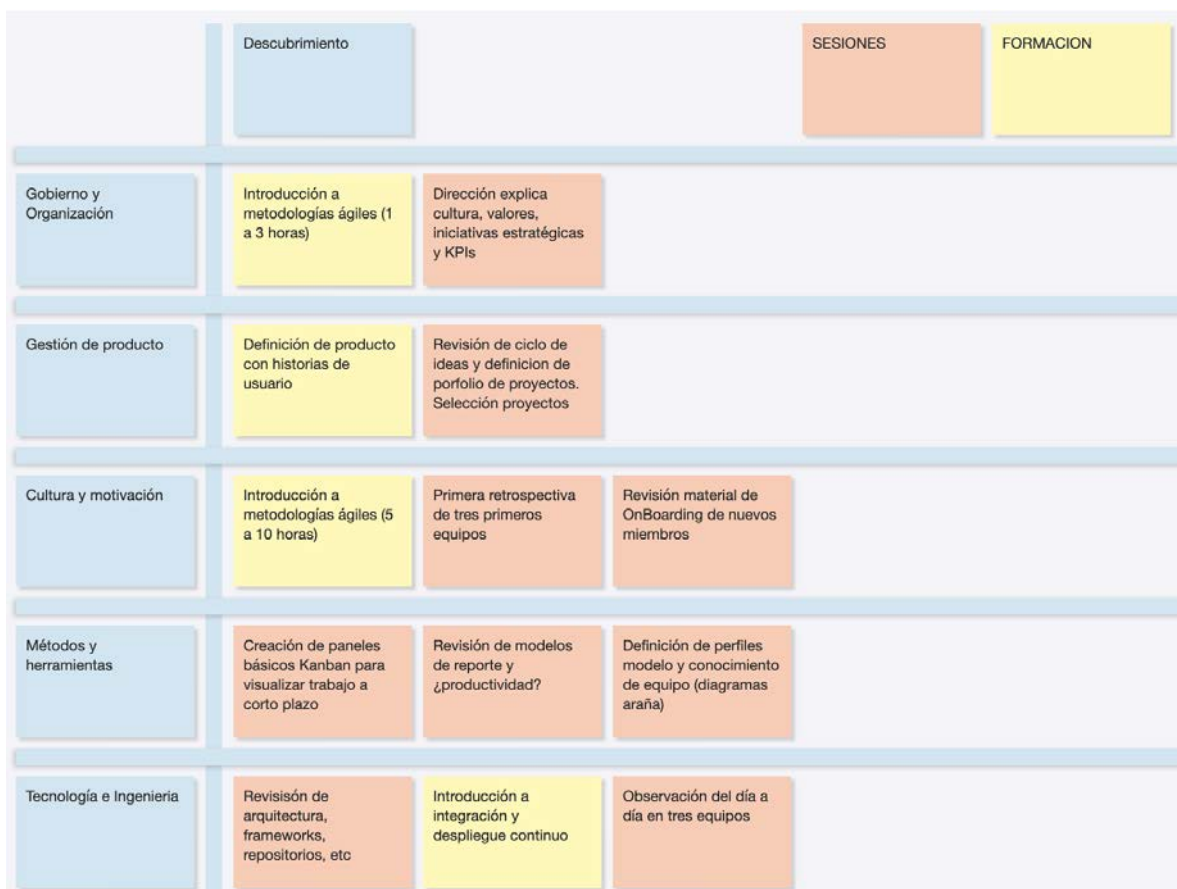 Descubrimiento
SESIONES
FORMACION
Gobierno y
Organización
Introducción a
metodologías ágiles (1
a 3 horas)
Dirección explica
cultura, valores,
iniciativas estratégicas
y KPIs
Gestión de producto
Definición de producto
con historias de
usuario
Revisión de ciclo de
ideas y definicion de
porfolio de proyectos.
Selección proyectos
Cultura y motivación
Introducción a
metodologías ágiles (5
a 10 horas)
Primera retrospectiva
de tres primeros
equipos
Revisión material de
OnBoarding de nuevos
miembros
Métodos y
herramientas
Creación de paneles
básicos Kanban para
visualizar trabajo a
corto plazo
Revisión de modelos
de reporte y
¿productividad?
Definición de perfiles
modelo y conocimiento
de equipo (diagramas
araña)
Tecnología e Ingenieria
Revisisón de
arquitectura,
frameworks,
repositorios, etc
Introducción a
integración y
despliegue continuo
Observación del día a
día en tres equipos